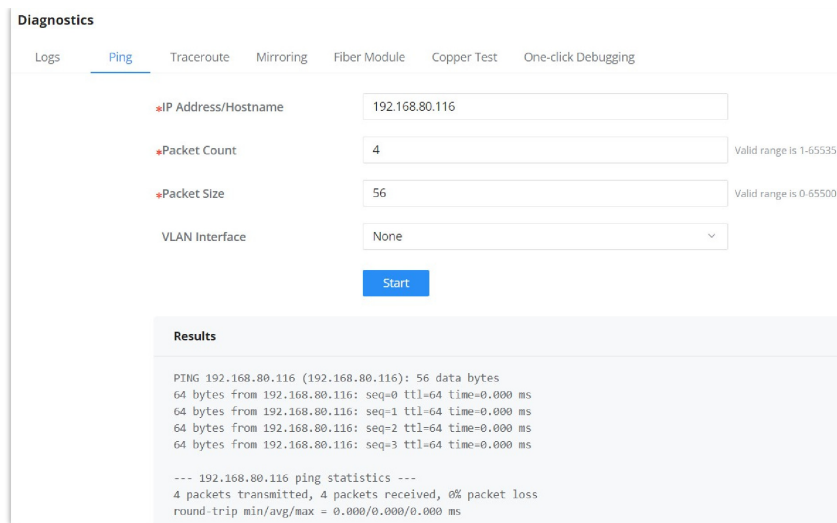 Diagnostics
Logs Ping Traceroute Mirroring Fiber Module Copper Test One-click Debugging
*IP Address/Hostname 192.168.80.116
*Packet Count 4 Valid range is 1-65535
*Packet Size 56 Valid range is 0-65500
VLAN Interface None
Start
Results
PING 192.168.80.116 (192.168.80.116): 56 data bytes
64 bytes from 192.168.80.116: seq=0 ttl=64 time=0.000 ms
64 bytes from 192.168.80.116: seq=1 ttl=64 time=0.000 ms
64 bytes from 192.168.80.116: seq=2 ttl=64 time=0.000 ms
64 bytes from 192.168.80.116: seq=3 ttl=64 time=0.000 ms
--- 192.168.80.116 ping statistics ---
4 packets transmitted, 4 packets received, 0% packet loss
round-trip min/avg/max = 0.000/0.000/0.000 ms